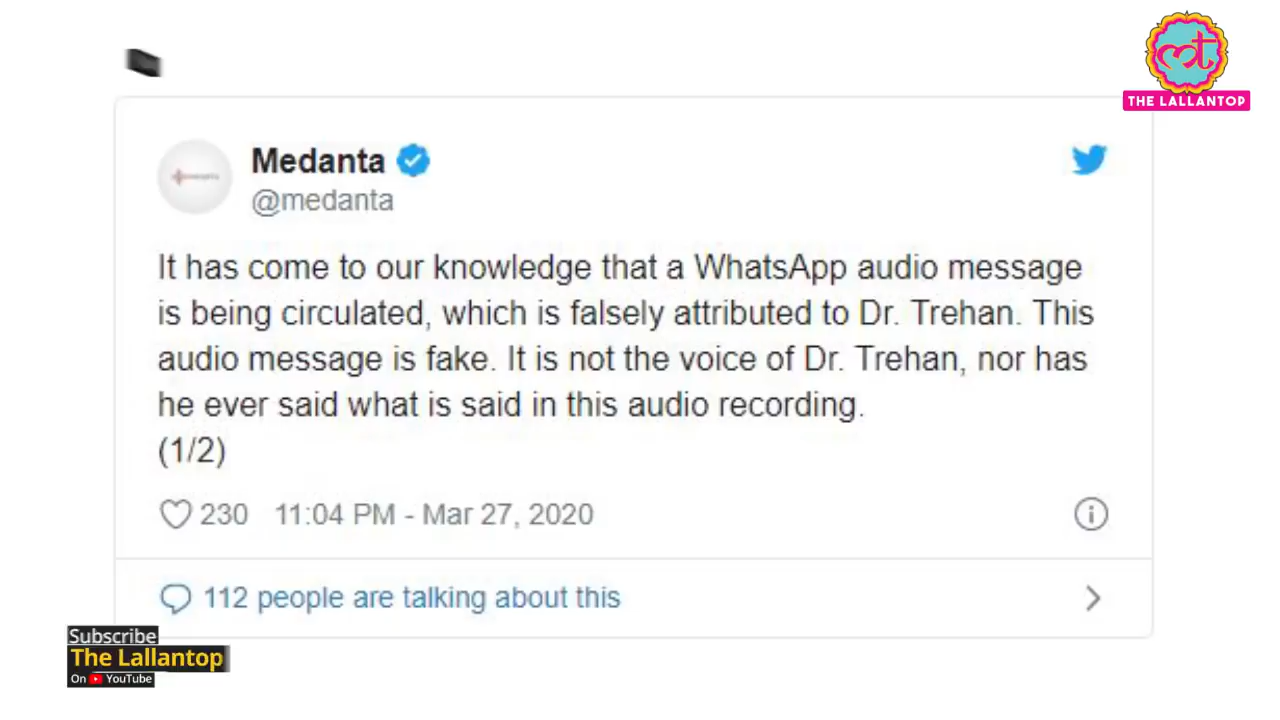 THE LALLANTOP
Medanta
@medanta
It has come to our knowledge that a WhatsApp audio message
is being circulated, which is falsely attributed to Dr. Trehan. This
audio message is fake. It is not the voice of Dr. Trehan, nor has
he ever said what is said in this audio recording.
(1/2)
230 11:04 PM - Mar 27, 2020
112 people are talking about this
Subscribe
The Lallantop
On YouTube